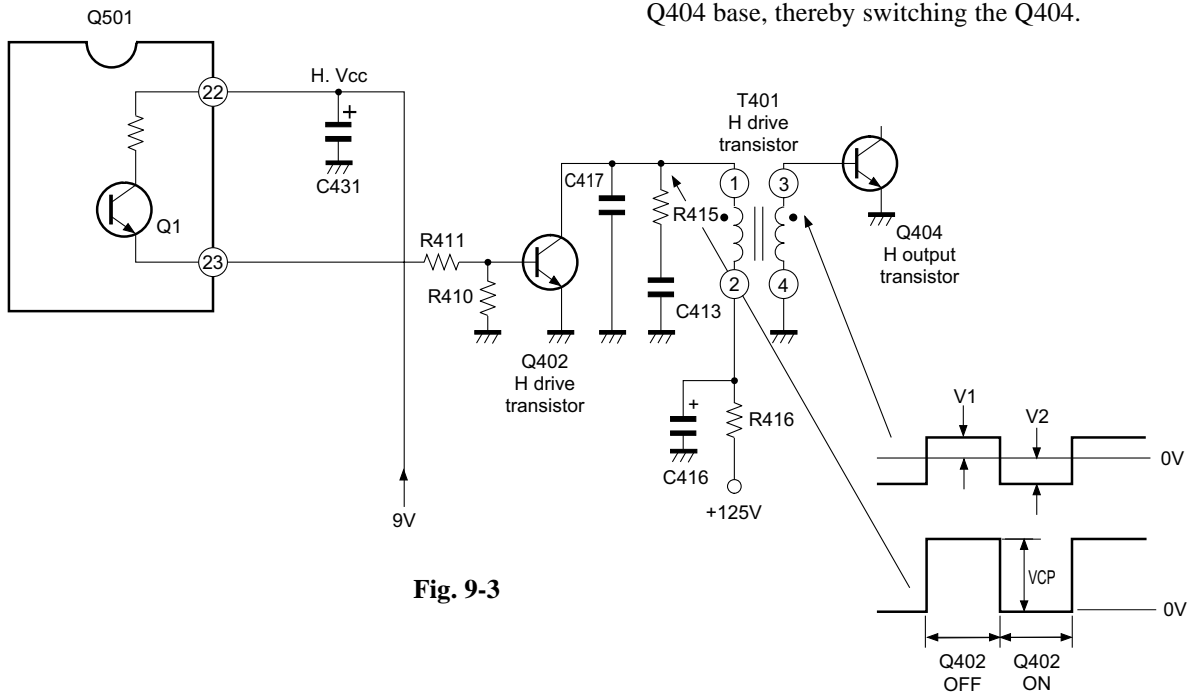 Q404 base, thereby switching the Q404.
Q501
22
H. Vcc
+
C431
Q1
23
R411
R410
Q402
H drive
transistor
C417
R415
C413
T401
H drive
transistor
1
3
2
4
Q404
H output
transistor
+
C416
R416
+125V
9V
V1
V2
0V
VCP
0V
Q402
OFF
Q402
ON
Fig. 9-3